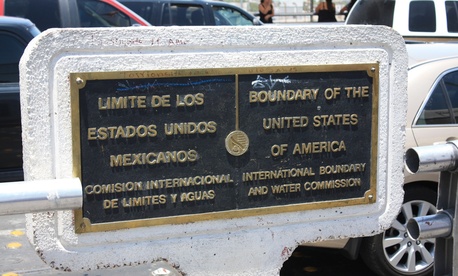 LIMITE DE LOS
ESTADOS UNIDOS
MEXICANOS
COMISION INTERNACIONAL
DE LIMITES Y AGUAS
BOUNDARY OF THE
UNITED STATES
OF AMERICA
INTERNATIONAL BOUNDARY
AND WATER COMMISSION